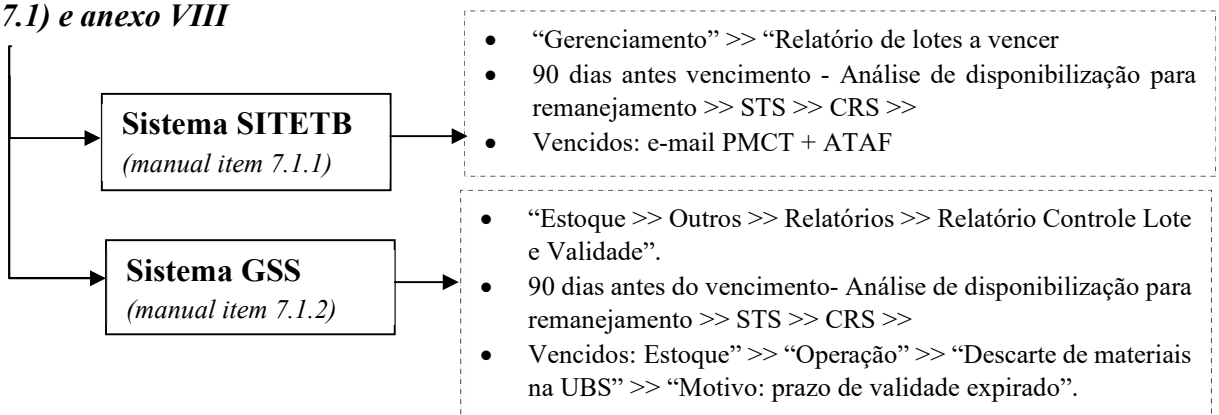 7.1) e anexo VIII
Sistema SITETB
(manual item 7.1.1)
• “Gerenciamento” >> “Relatório de lotes a vencer
• 90 dias antes vencimento - Análise de disponibilização para
remanejamento >> STS >> CRS >>
• Vencidos: e-mail PMCT + ATAF
Sistema GSS
(manual item 7.1.2)
• “Estoque >> Outros >> Relatórios >> Relatório Controle Lote
e Validade”.
• 90 dias antes do vencimento- Análise de disponibilização para
remanejamento >> STS >> CRS >>
• Vencidos: Estoque” >> “Operação” >> “Descarte de materiais
na UBS” >> “Motivo: prazo de validade expirado”.